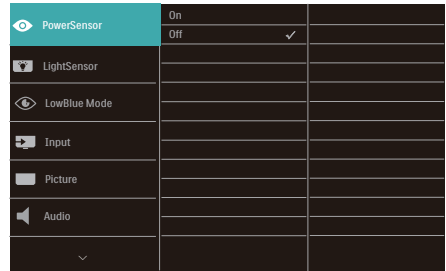 PowerSensor
On
Off
LightSensor
LowBlue Mode
Input
Picture
Audio